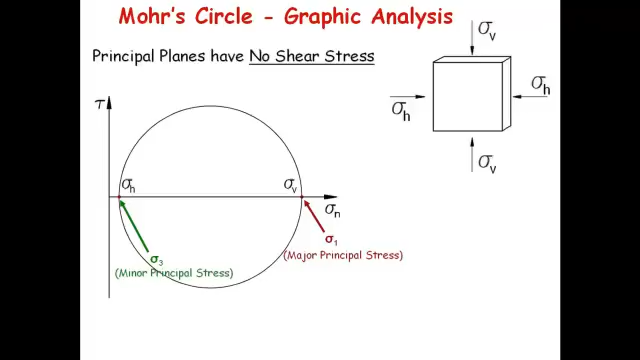 Mohr's Circle - Graphic Analysis
Principal Planes have No Shear Stress
σv
σh
σh
σv
τ
σh
σv
σn
σ3
(Minor Principal Stress)
σ1
(Major Principal Stress)